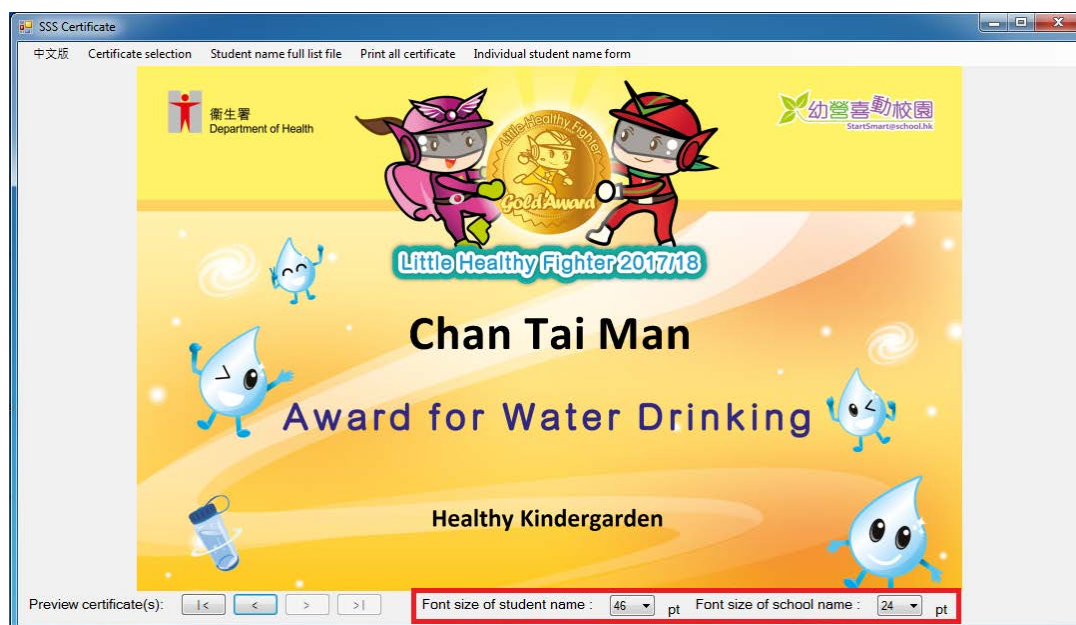 SSS Certificate
中文版 Certificate selection Student name full list file Print all certificate Individual student name form
衞生署
Department of Health
Little Healthy Fighter
Gold Award
幼營喜動校園
StartSmart@school.hk
Little Healthy Fighter 2017/18
Chan Tai Man
Award for Water Drinking
Healthy Kindergarden
Preview certificate(s): |< < > >| Font size of student name : 46 pt Font size of school name : 24 pt